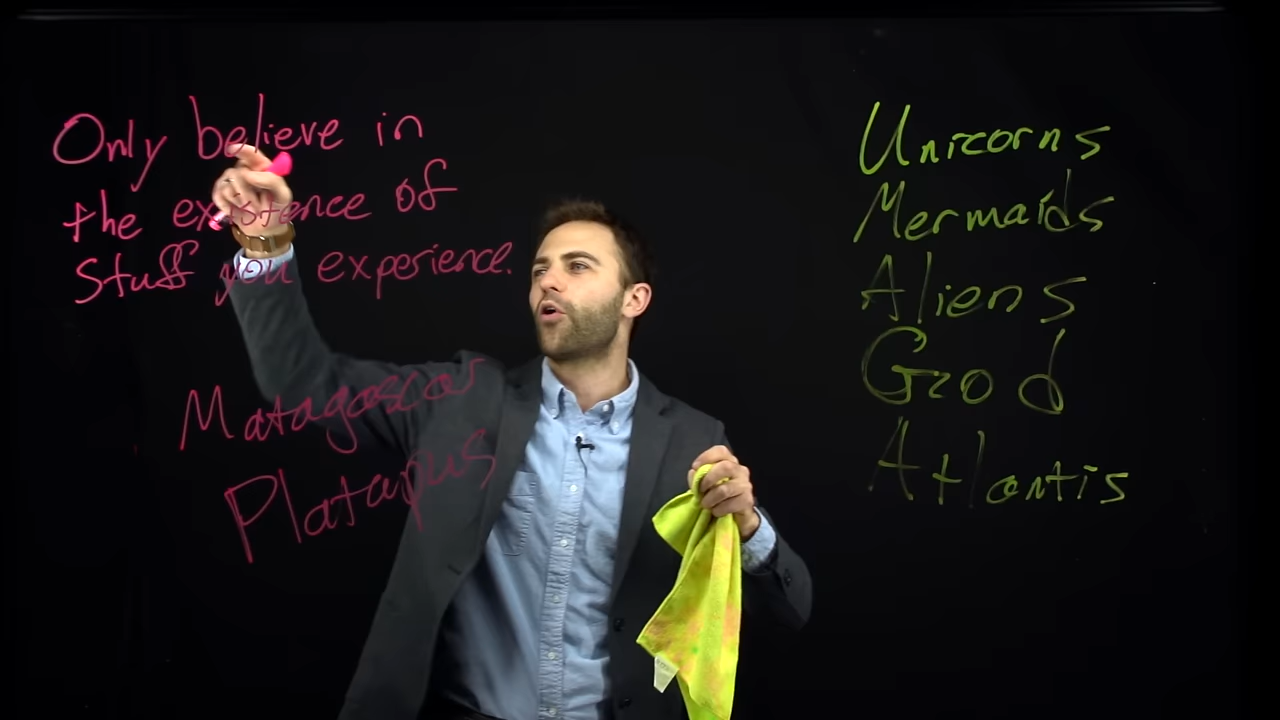 Only believe in
the existence of
Stuff you experience.
Matagascar
Platapus
Unicorns
Mermaids
Aliens
God
Atlantis